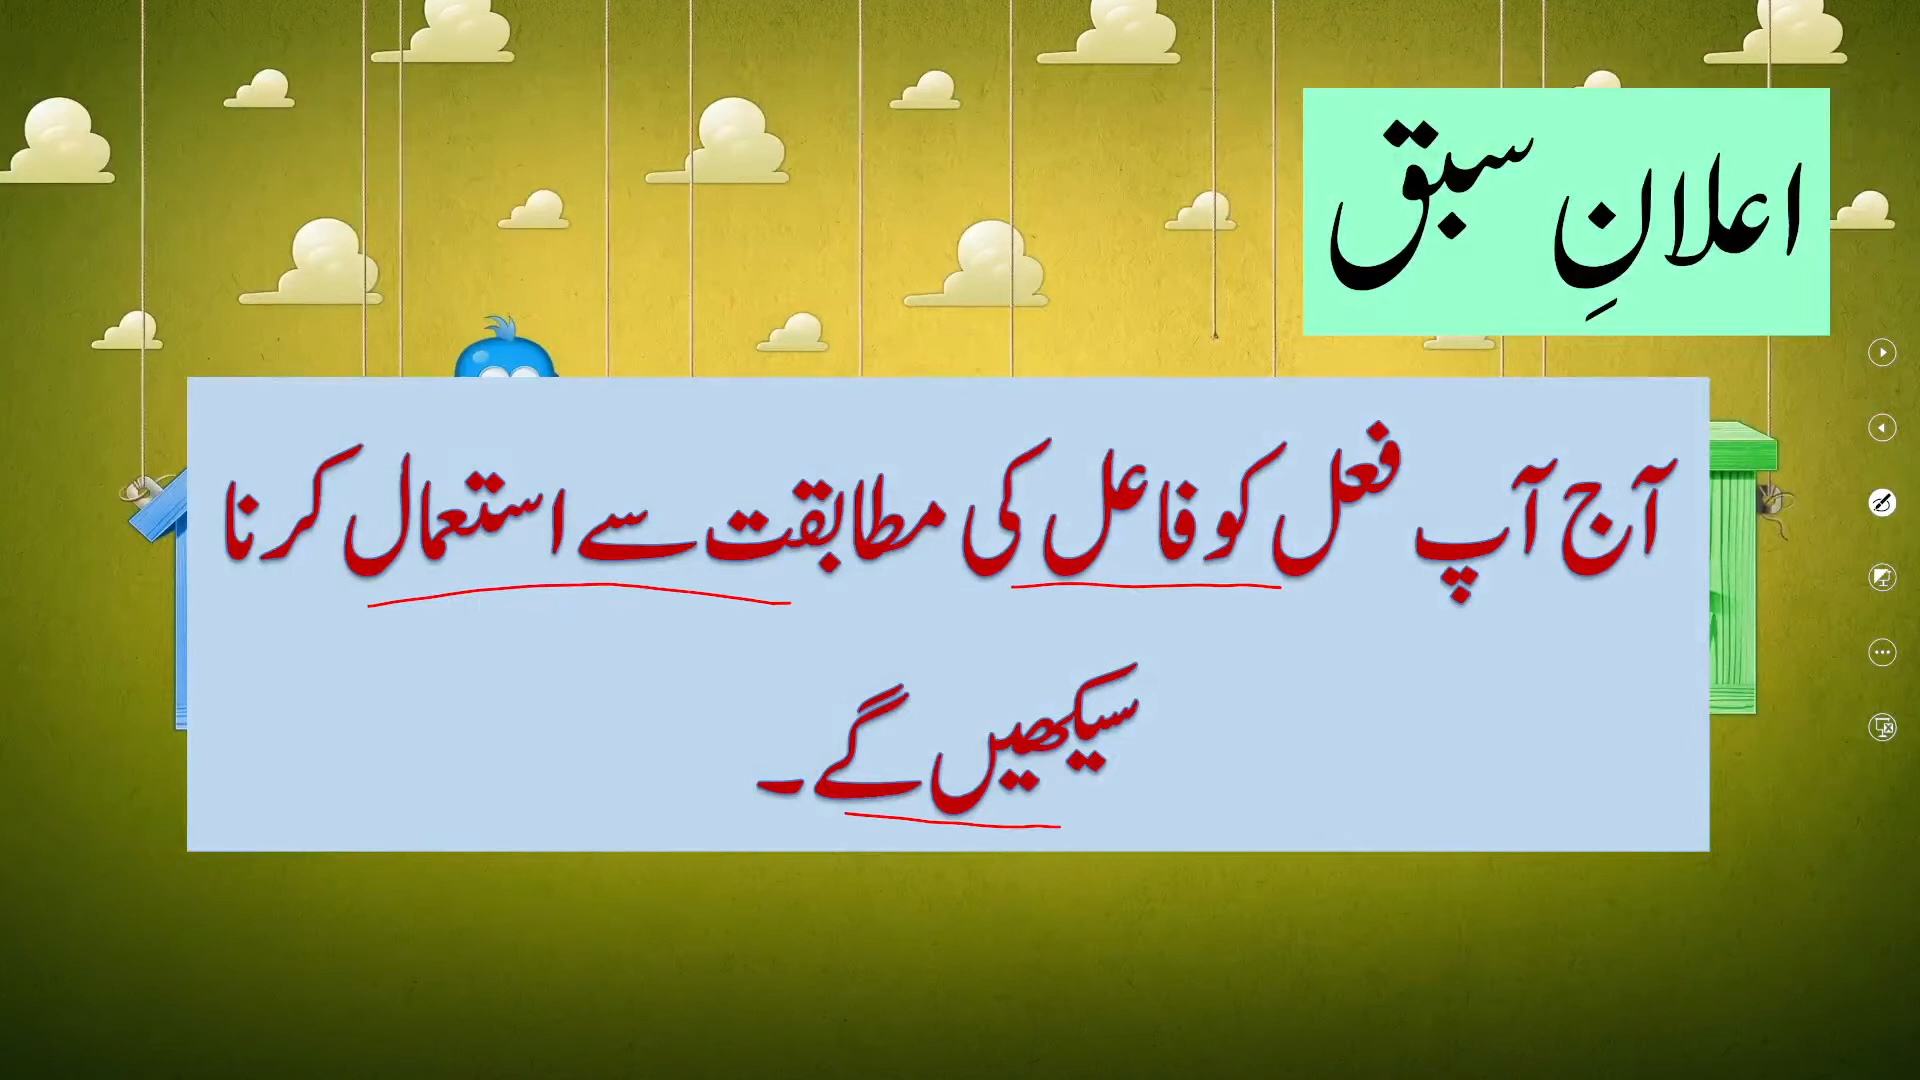 اعلانِ سبق
آج آپ فعل کو فاعل کی مطابقت سے استعمال کرنا
سیکھیں گے۔